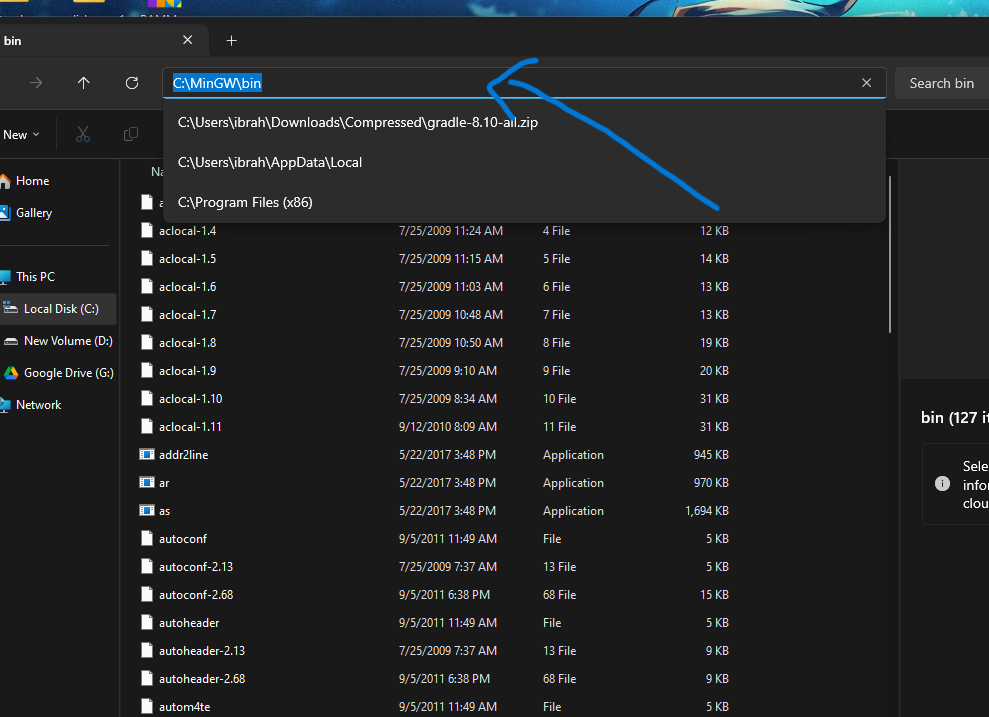 bin
C:\MinGW\bin
Search bin
New
C:\Users\ibrah\Downloads\Compressed\gradle-8.10-all.zip
C:\Users\ibrah\AppData\Local
C:\Program Files (x86)
Home
Gallery
This PC
Local Disk (C:)
New Volume (D:)
Google Drive (G:)
Network
aclocal-1.4 7/25/2009 11:24 AM 4 File 12 KB
aclocal-1.5 7/25/2009 11:15 AM 5 File 14 KB
aclocal-1.6 7/25/2009 11:03 AM 6 File 13 KB
aclocal-1.7 7/25/2009 10:48 AM 7 File 13 KB
aclocal-1.8 7/25/2009 10:50 AM 8 File 19 KB
aclocal-1.9 7/25/2009 9:10 AM 9 File 20 KB
aclocal-1.10 7/25/2009 8:34 AM 10 File 31 KB
aclocal-1.11 9/12/2010 8:09 AM 11 File 31 KB
addr2line 5/22/2017 3:48 PM Application 945 KB
ar 5/22/2017 3:48 PM Application 970 KB
as 5/22/2017 3:48 PM Application 1,694 KB
autoconf 9/5/2011 11:49 AM File 5 KB
autoconf-2.13 7/25/2009 7:37 AM 13 File 5 KB
autoconf-2.68 9/5/2011 6:38 PM 68 File 15 KB
autoheader 9/5/2011 11:49 AM File 5 KB
autoheader-2.13 7/25/2009 7:37 AM 13 File 9 KB
autoheader-2.68 9/5/2011 6:38 PM 68 File 9 KB
autom4te 9/5/2011 11:49 AM File 5 KB
bin (127 it
Sele
infor
clou